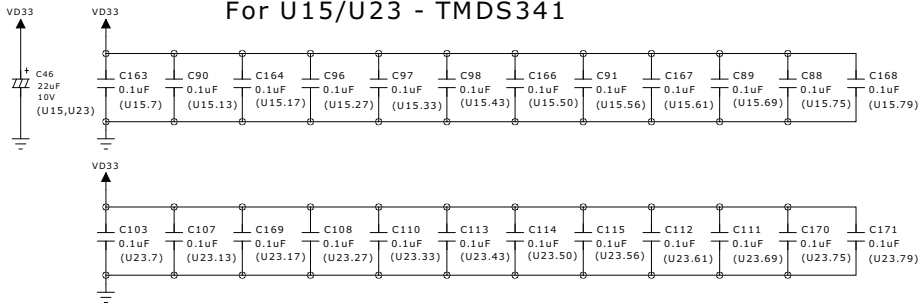 For U15/U23 - TMDS341
VD33 VD33
C46
22uF
10V
(U15,U23)
C163 C90 C164 C96 C97 C98 C166 C91 C167 C89 C88 C168
0.1uF 0.1uF 0.1uF 0.1uF 0.1uF 0.1uF 0.1uF 0.1uF 0.1uF 0.1uF 0.1uF 0.1uF
(U15.7) (U15.13) (U15.17) (U15.27) (U15.33) (U15.43) (U15.50) (U15.56) (U15.61) (U15.69) (U15.75) (U15.79)
VD33
C103 C107 C169 C108 C110 C113 C114 C115 C112 C111 C170 C171
0.1uF 0.1uF 0.1uF 0.1uF 0.1uF 0.1uF 0.1uF 0.1uF 0.1uF 0.1uF 0.1uF 0.1uF
(U23.7) (U23.13) (U23.17) (U23.27) (U23.33) (U23.43) (U23.50) (U23.56) (U23.61) (U23.69) (U23.75) (U23.79)